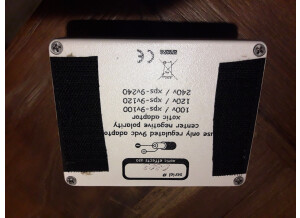 use only regulated 9vdc adaptor
center negative polarity
xotic adaptor
100v / xps-9v100
120v / xps-9v120
240v / xps-9v240
xotic effects usa
serial #